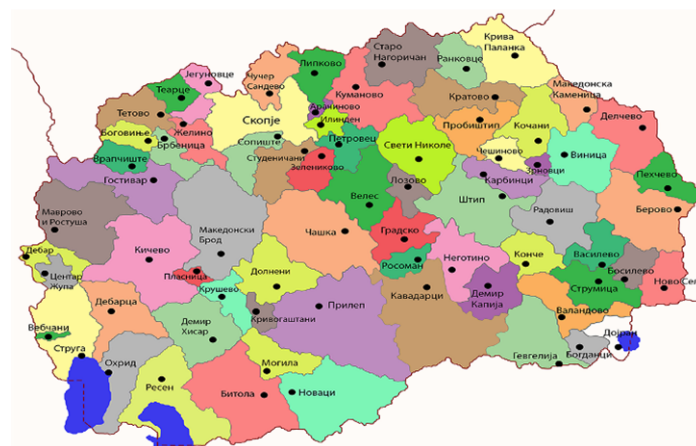 Крива
Паланка
Старо
Нагоричан
Ранковце
Липково
Јегуновце
Чучер
Сандево
Куманово
Теарце
Кратово
Македонска
Каменица
Арачиново
Тетово
Скопје
Илинден
Пробиштип
Делчево
Желино
Боговиње
Брбеница
Сопиште
Петровец
Кочани
Студеничани
Свети Николе
Чешиново
Виница
Врапчиште
Зелениково
Зрновци
Пехчево
Гостивар
Лозово
Карбинци
Велес
Штип
Берово
Маврово
и Ростуша
Македонски
Брод
Чашка
Градско
Радовиш
Дебар
Кичево
Росоман
Неготино
Конче
Василево
Центар
Жупа
Пласница
Долнени
Босилево
Кавадарци
Демир
Капија
Струмица
НовоСел
Крушево
Дебарца
Прилеп
Кривогаштани
Валандово
Вебчани
Демир
Хисар
Дојран
Струга
Гевгелија
Богданци
Охрид
Могила
Ресен
Битола
Новаци